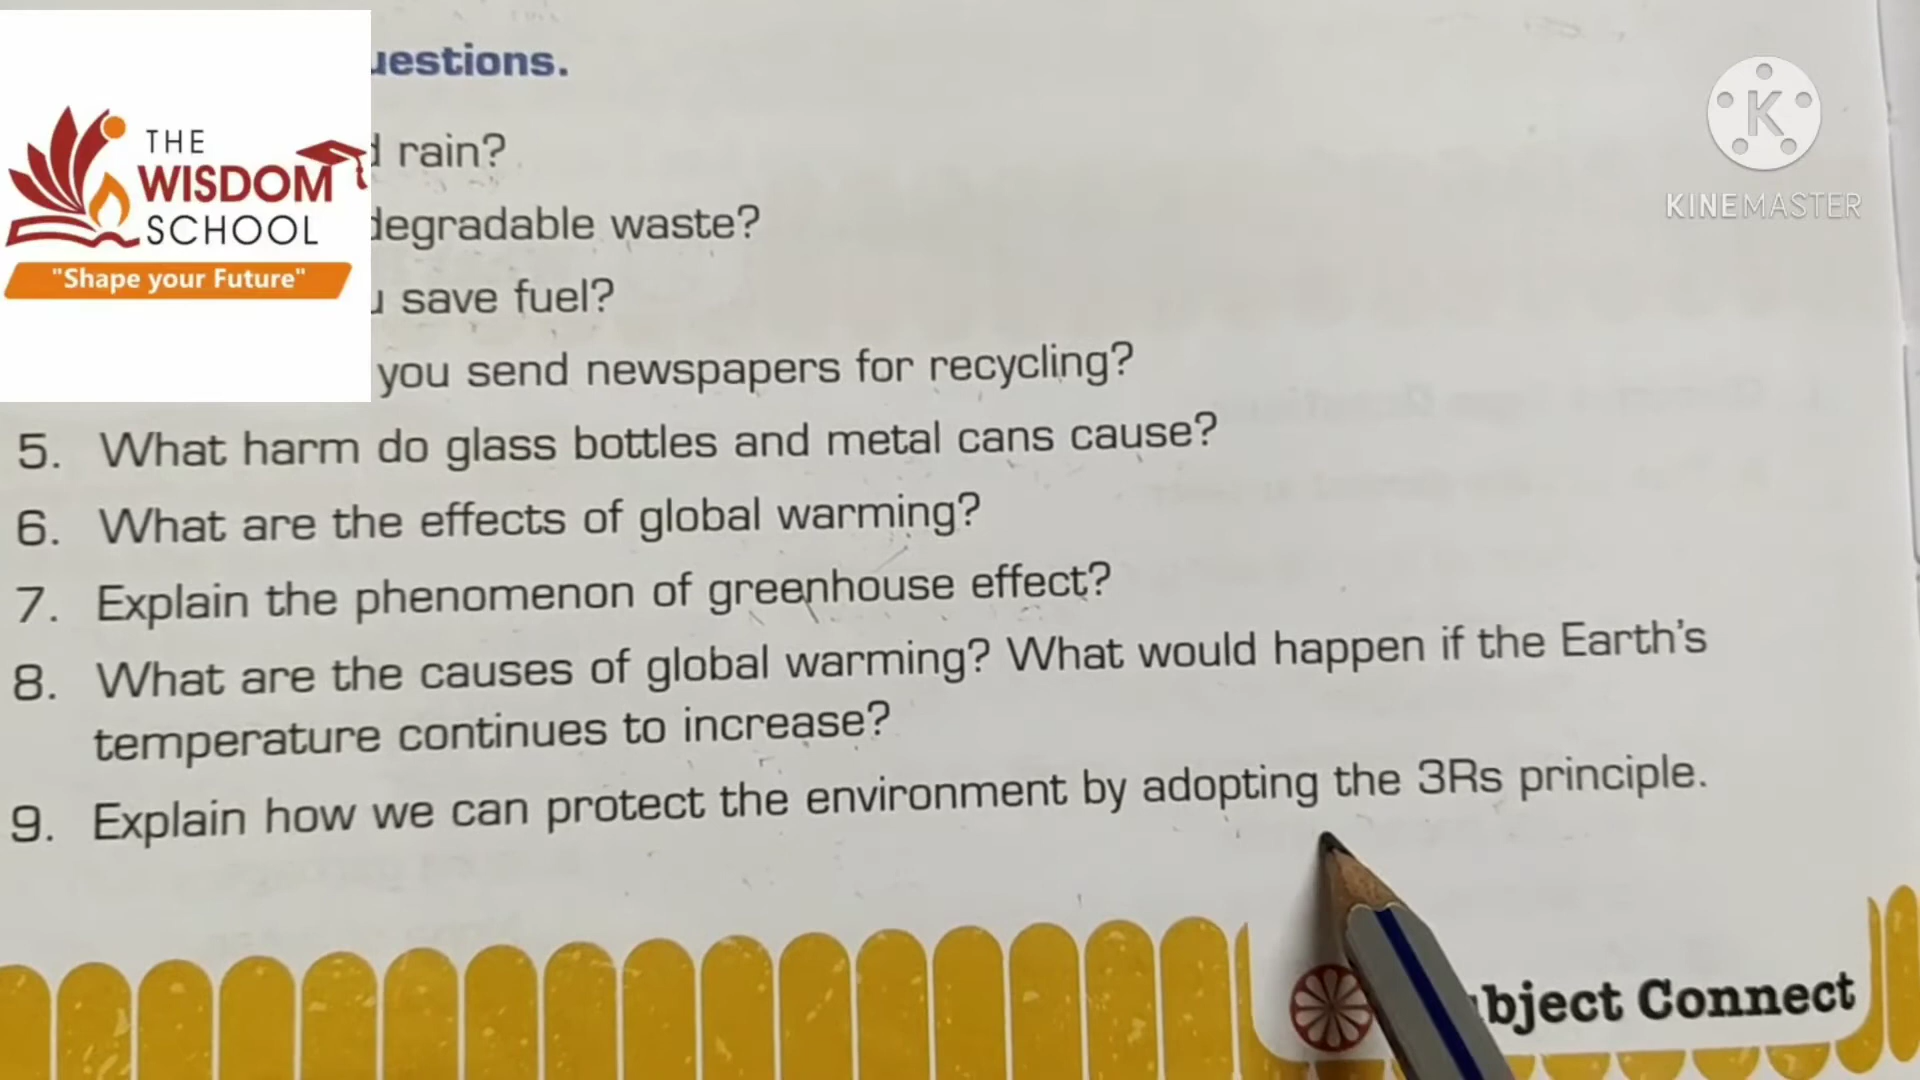 uestions.
THE
WISDOM
SCHOOL
"Shape your Future"
K
KINEMASTER
rain?
degradable waste?
save fuel?
you send newspapers for recycling?
5. What harm do glass bottles and metal cans cause?
6. What are the effects of global warming?
7. Explain the phenomenon of greenhouse effect?
8. What are the causes of global warming? What would happen if the Earth's
temperature continues to increase?
9. Explain how we can protect the environment by adopting the 3Rs principle.
bject Connect